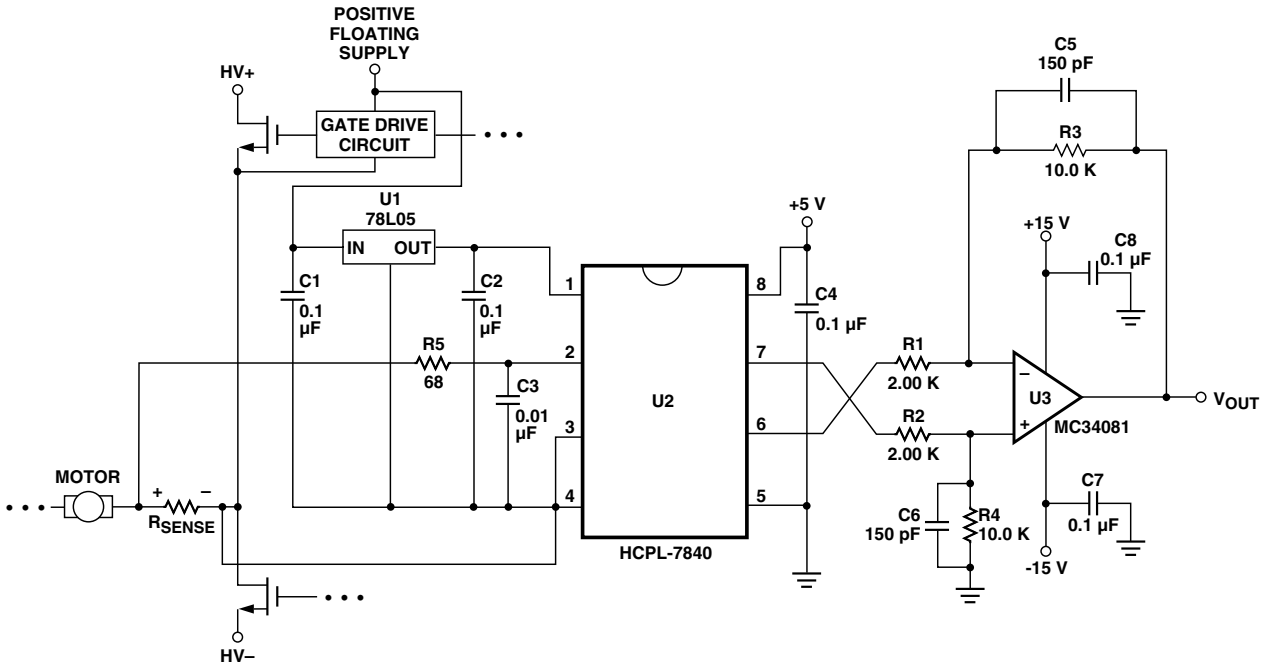 POSITIVE
FLOATING
SUPPLY
HV+
GATE DRIVE
CIRCUIT
• • •
U1
78L05
IN OUT
C1
0.1
µF
C2
0.1
µF
R5
68
C3
0.01
µF
MOTOR
• • •
+ –
RSENSE
• • •
HV–
1
2
3
4
U2
8
7
6
5
HCPL-7840
+5 V
C4
0.1 µF
R1
2.00 K
R2
2.00 K
C5
150 pF
R3
10.0 K
+15 V
C8
0.1 µF
–
+
U3
MC34081
VOUT
C6
150 pF
R4
10.0 K
C7
0.1 µF
-15 V